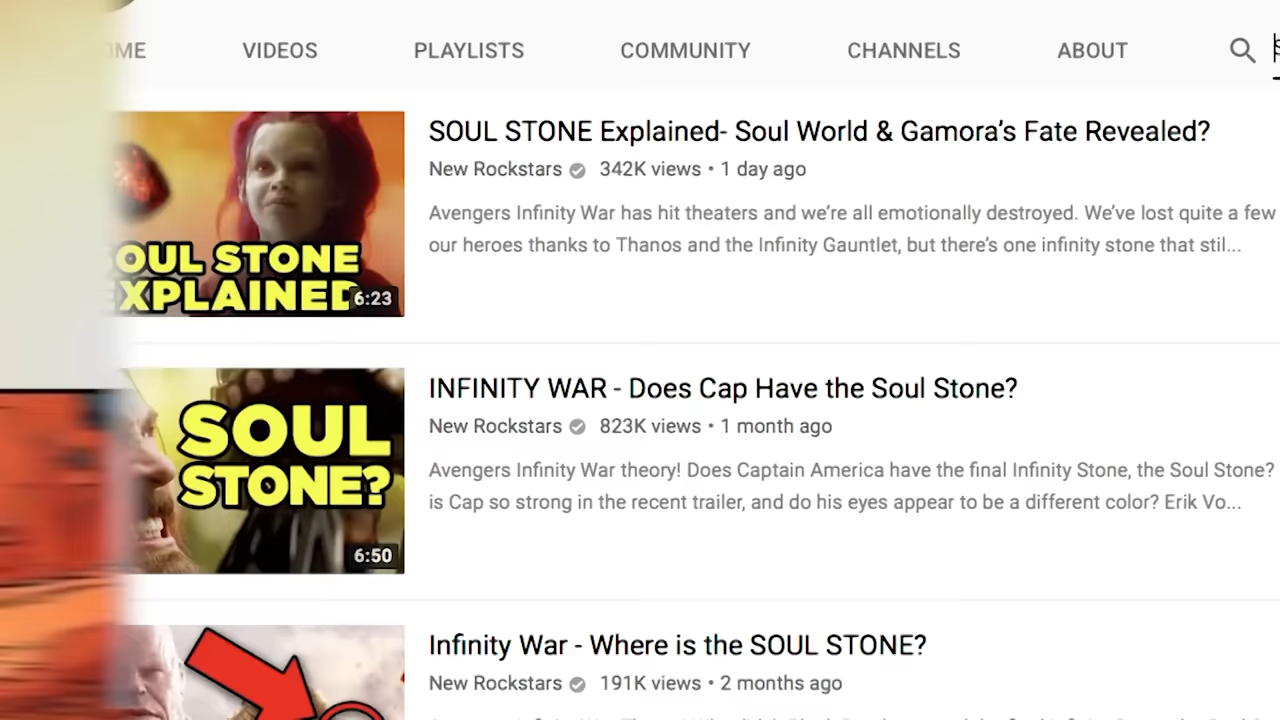 OME VIDEOS PLAYLISTS COMMUNITY CHANNELS ABOUT
SOUL STONE Explained- Soul World & Gamora's Fate Revealed?
New Rockstars 342K views • 1 day ago
Avengers Infinity War has hit theaters and we're all emotionally destroyed. We've lost quite a few
our heroes thanks to Thanos and the Infinity Gauntlet, but there's one infinity stone that stil...
OUL STONE
EXPLAINED
6:23
INFINITY WAR - Does Cap Have the Soul Stone?
New Rockstars 823K views • 1 month ago
Avengers Infinity War theory! Does Captain America have the final Infinity Stone, the Soul Stone?
is Cap so strong in the recent trailer, and do his eyes appear to be a different color? Erik Vo...
SOUL
STONE?
6:50
Infinity War - Where is the SOUL STONE?
New Rockstars 191K views • 2 months ago